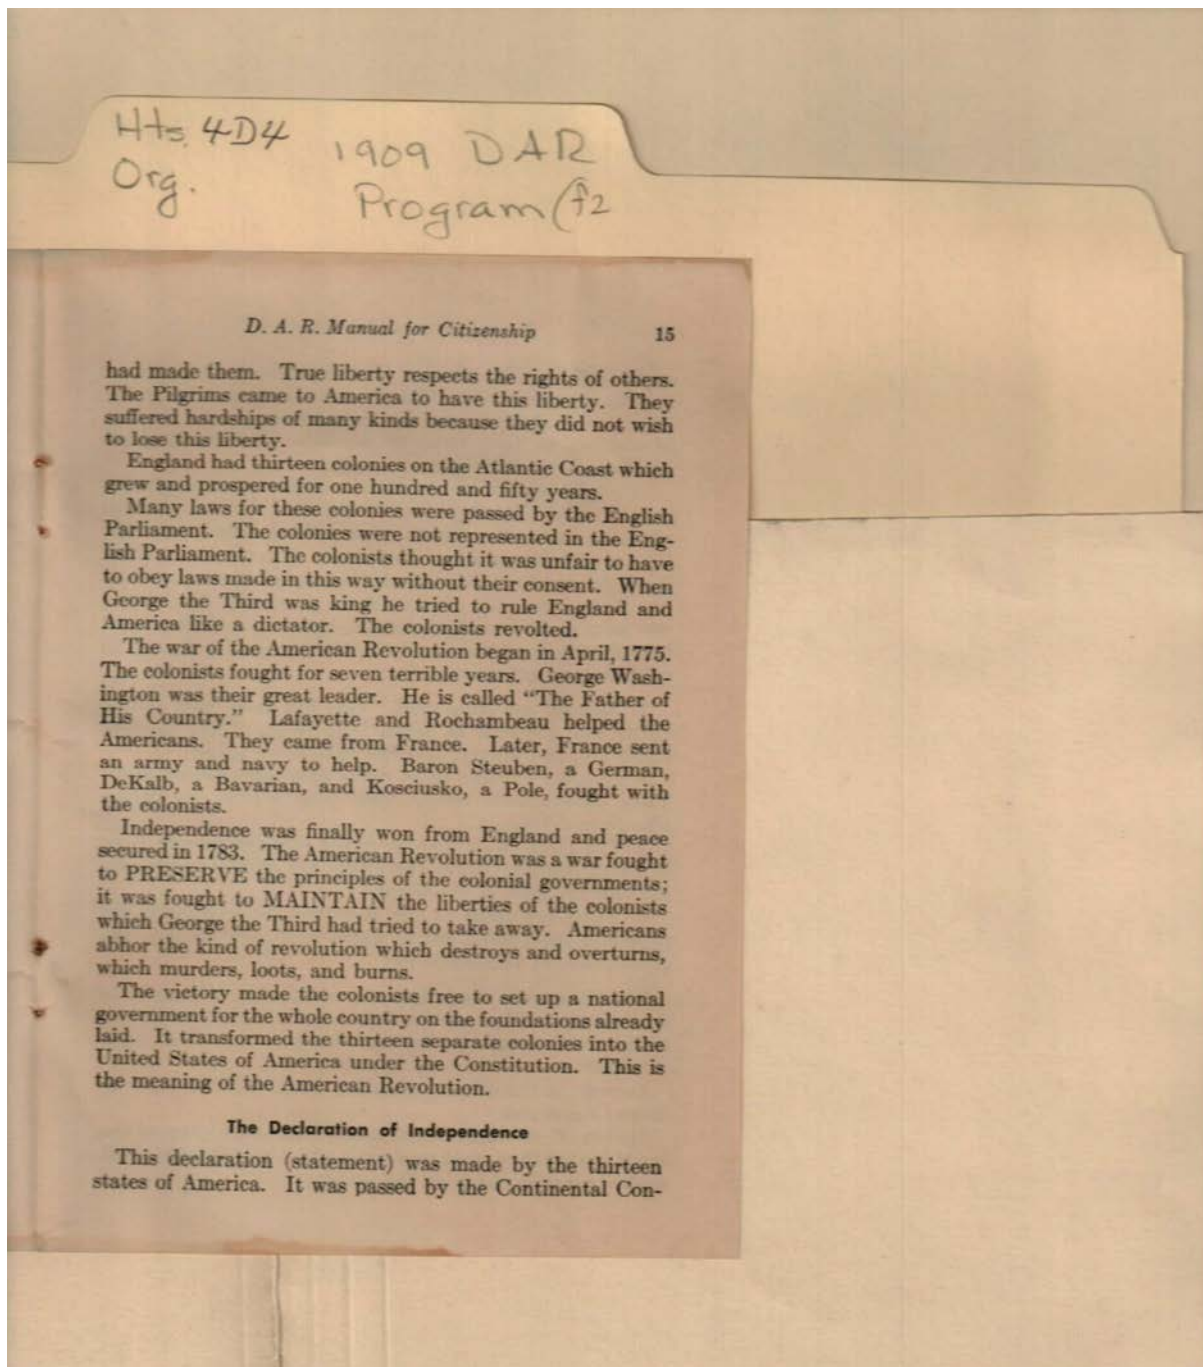 Hts. 4D4
Org.
1909 DAR
Program (f2
D. A. R. Manual for Citizenship 15
had made them. True liberty respects the rights of others.
The Pilgrims came to America to have this liberty. They
suffered hardships of many kinds because they did not wish
to lose this liberty.
England had thirteen colonies on the Atlantic Coast which
grew and prospered for one hundred and fifty years.
Many laws for these colonies were passed by the English
Parliament. The colonies were not represented in the Eng-
lish Parliament. The colonists thought it was unfair to have
to obey laws made in this way without their consent. When
George the Third was king he tried to rule England and
America like a dictator. The colonists revolted.
The war of the American Revolution began in April, 1775.
The colonists fought for seven terrible years. George Wash-
ington was their great leader. He is called "The Father of
His Country." Lafayette and Rochambeau helped the
Americans. They came from France. Later, France sent
an army and navy to help. Baron Steuben, a German,
DeKalb, a Bavarian, and Kosciusko, a Pole, fought with
the colonists.
Independence was finally won from England and peace
secured in 1783. The American Revolution was a war fought
to PRESERVE the principles of the colonial governments;
it was fought to MAINTAIN the liberties of the colonists
which George the Third had tried to take away. Americans
abhor the kind of revolution which destroys and overturns,
which murders, loots, and burns.
The victory made the colonists free to set up a national
government for the whole country on the foundations already
laid. It transformed the thirteen separate colonies into the
United States of America under the Constitution. This is
the meaning of the American Revolution.
The Declaration of Independence
This declaration (statement) was made by the thirteen
states of America. It was passed by the Continental Con-